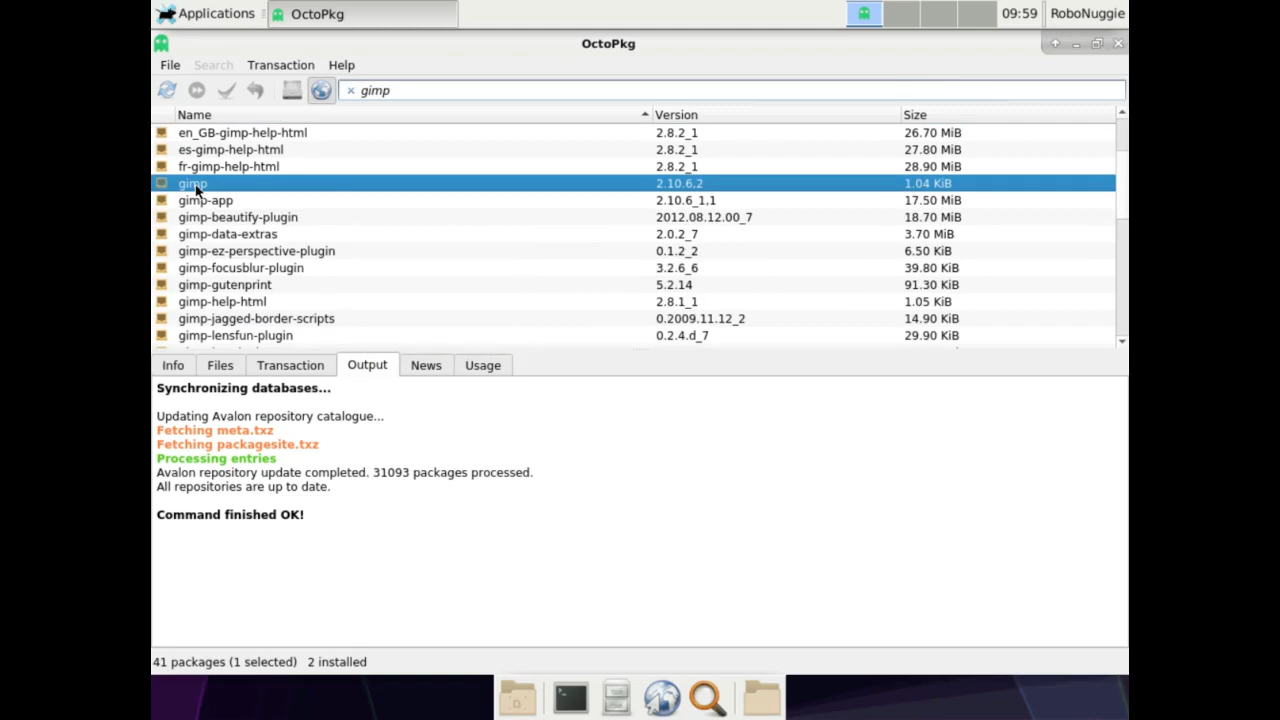 Applications OctoPkg 09:59 RoboNuggie
OctoPkg
File Search Transaction Help
gimp
Name Version Size
en_GB-gimp-help-html 2.8.2_1 26.70 MiB
es-gimp-help-html 2.8.2_1 27.80 MiB
fr-gimp-help-html 2.8.2_1 28.90 MiB
gimp 2.10.6,2 1.04 KiB
gimp-app 2.10.6_1,1 17.50 MiB
gimp-beautify-plugin 2012.08.12.00_7 18.70 MiB
gimp-data-extras 2.0.2_7 3.70 MiB
gimp-ez-perspective-plugin 0.1.2_2 6.50 KiB
gimp-focusblur-plugin 3.2.6_6 39.80 KiB
gimp-gutenprint 5.2.14 91.30 KiB
gimp-help-html 2.8.1_1 1.05 KiB
gimp-jagged-border-scripts 0.2009.11.12_2 14.90 KiB
gimp-lensfun-plugin 0.2.4.d_7 29.90 KiB
Info Files Transaction Output News Usage
Synchronizing databases...
Updating Avalon repository catalogue...
Fetching meta.txz
Fetching packagesite.txz
Processing entries
Avalon repository update completed. 31093 packages processed.
All repositories are up to date.
Command finished OK!
41 packages (1 selected) 2 installed